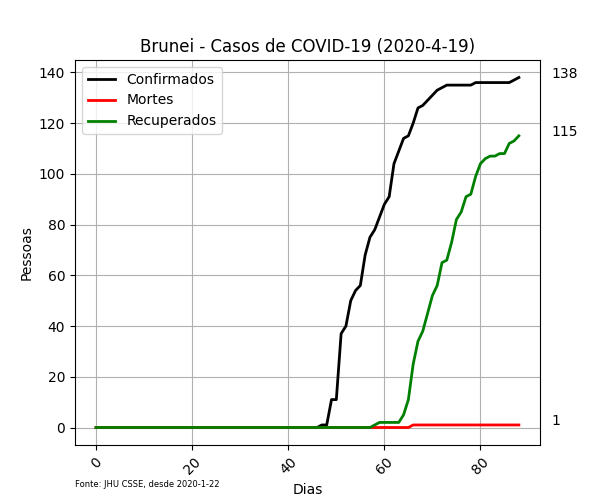 Brunei - Casos de COVID-19 (2020-4-19)
Confirmados
Mortes
Recuperados
138
115
1
140
120
100
80
60
40
20
0
Pessoas
0
20
40
60
80
Dias
Fonte: JHU CSSE, desde 2020-1-22